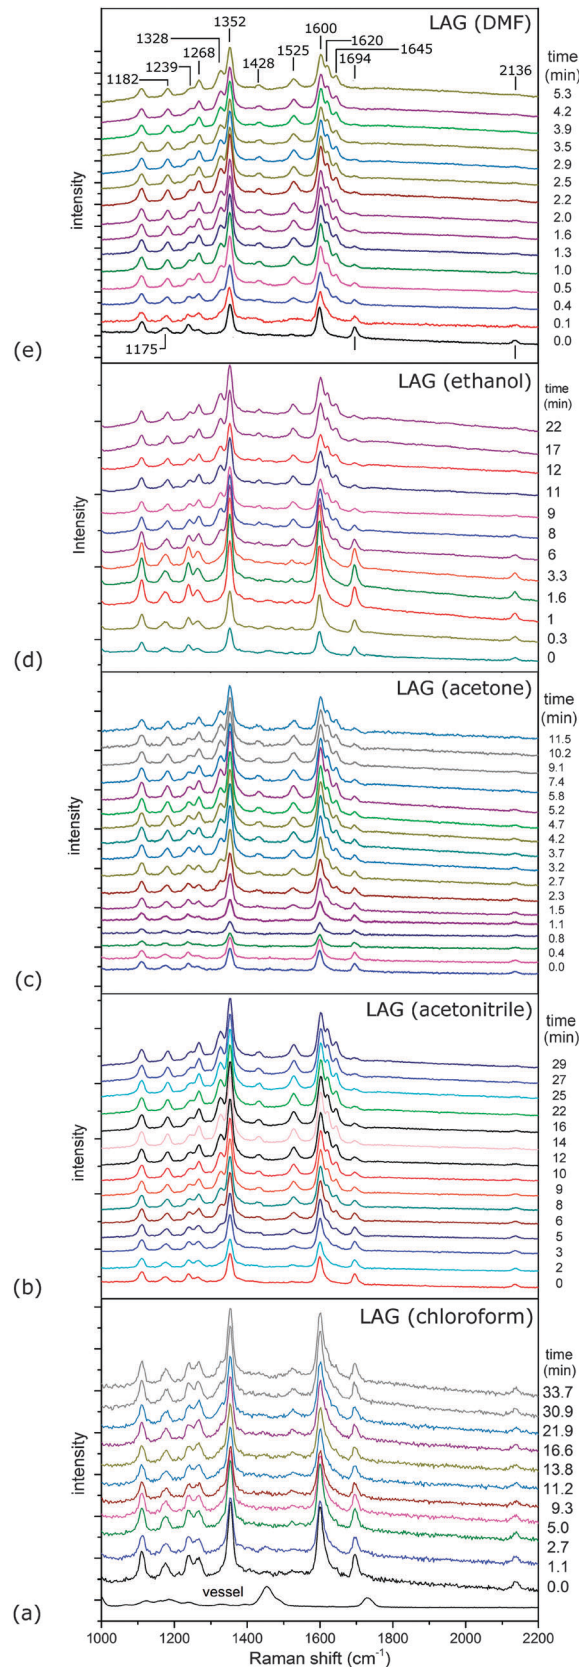 LAG (DMF)
1352
1600
1328
1620
1268
1428
1525
1645
1239
1694
1182
2136
time
(min)
5.3
4.2
3.9
3.5
2.9
2.5
2.2
2.0
1.6
1.3
1.0
0.5
0.4
0.1
0.0
intensity
1175
(e)
LAG (ethanol)
time
(min)
22
17
12
11
9
8
6
3.3
1.6
1
0.3
0
Intensity
(d)
LAG (acetone)
time
(min)
11.5
10.2
9.1
7.4
5.8
5.2
4.7
4.2
3.7
3.2
2.7
2.3
1.5
1.1
0.8
0.4
0.0
intensity
(c)
LAG (acetonitrile)
time
(min)
29
27
25
22
16
14
12
10
9
8
6
5
3
2
0
intensity
(b)
LAG (chloroform)
time
(min)
33.7
30.9
21.9
16.6
13.8
11.2
9.3
5.0
2.7
1.1
0.0
intensity
vessel
(a)
1000 1200 1400 1600 1800 2000 2200
Raman shift (cm⁻¹)